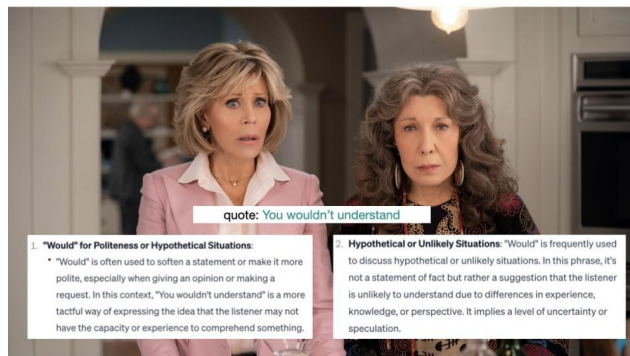 quote: You wouldn't understand
1. "Would" for Politeness or Hypothetical Situations:
• "Would" is often used to soften a statement or make it more
polite, especially when giving an opinion or making a
request. In this context, "You wouldn't understand" is a more
tactful way of expressing the idea that the listener may not
have the capacity or experience to comprehend something.
2. Hypothetical or Unlikely Situations: "Would" is frequently used
to discuss hypothetical or unlikely situations. In this phrase, it's
not a statement of fact but rather a suggestion that the listener
is unlikely to understand due to differences in experience,
knowledge, or perspective. It implies a level of uncertainty or
speculation.